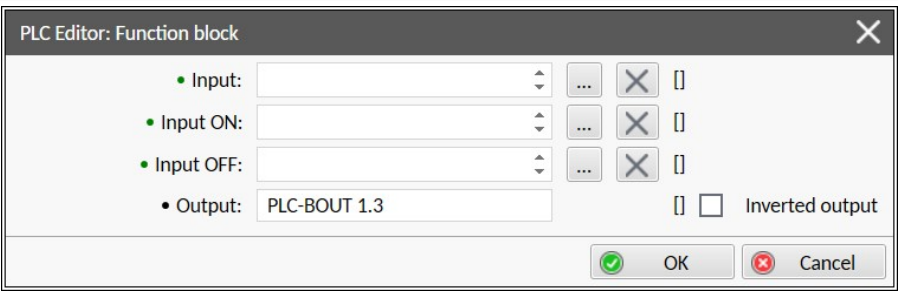 PLC Editor: Function block
• Input: ... []
• Input ON: ... []
• Input OFF: ... []
• Output: PLC-BOUT 1.3 [] Inverted output
OK Cancel